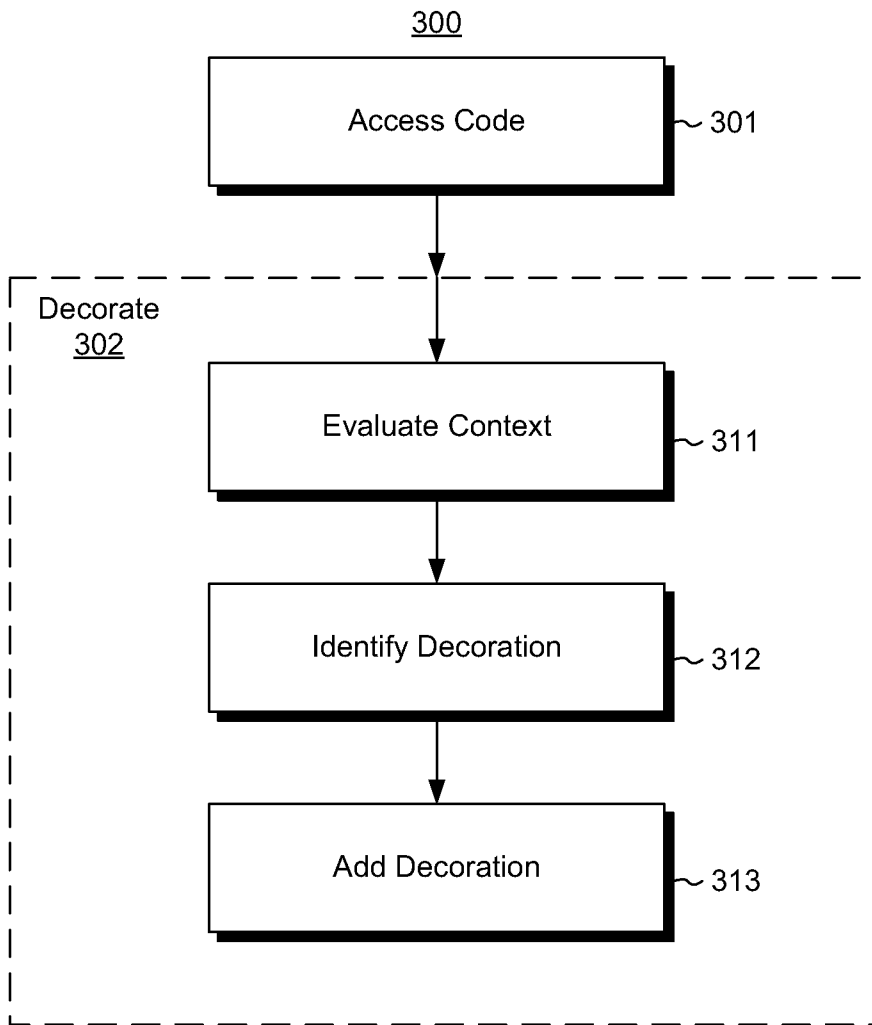 300
Access Code
301
Decorate
302
Evaluate Context
311
Identify Decoration
312
Add Decoration
313